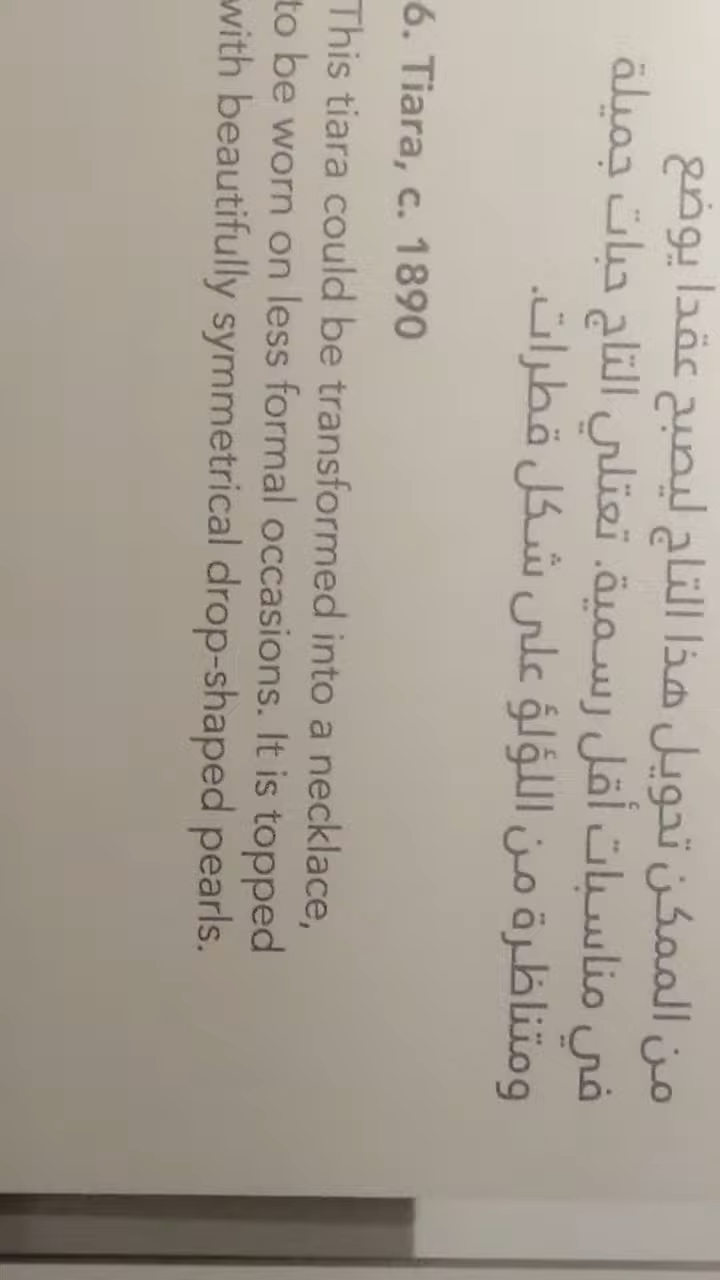 من الممكن تحويل هذا التاج ليصبح عقدا يوضع
في مناسبات أقل رسمية. تعتلي التاج حبات جميلة
ومتناظرة من اللؤلؤ على شكل قطرات.
6. Tiara, c. 1890
This tiara could be transformed into a necklace,
to be worn on less formal occasions. It is topped
with beautifully symmetrical drop-shaped pearls.